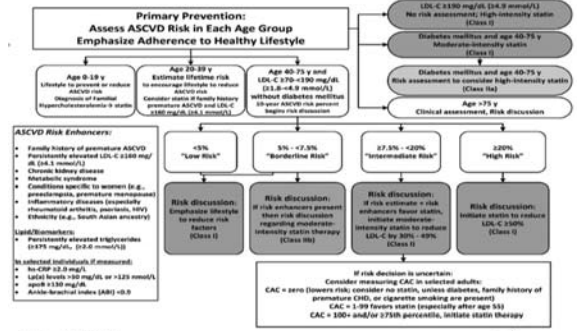 Primary Prevention:
Assess ASCVD Risk in Each Age Group
Emphasize Adherence to Healthy Lifestyle
LDL-C ≥190 mg/dL (≥4.9 mmol/L)
No risk assessment; High-intensity statin
(Class I)
Diabetes mellitus and age 40-75 y
Moderate-intensity statin
(Class I)
Diabetes mellitus and age 40-75 y
Risk assessment to consider high-intensity statin
(Class IIa)
Age >75 y
Clinical assessment, Risk discussion
Age 0-19 y
Lifestyle to prevent or reduce
ASCVD risk
Diagnosis of Familial
Hypercholesterolemia-> statin
Age 20-39 y
Estimate lifetime risk
to encourage lifestyle to reduce
ASCVD risk
Consider statin if family history
premature ASCVD and LDL-C
≥160 mg/dL (≥4.1 mmol/L)
Age 40-75 y and
LDL-C ≥70-<190 mg/dL
(≥1.8-<4.9 mmol/L)
without diabetes mellitus
10-year ASCVD risk percent
begins risk discussion
<5%
"Low Risk"
5% - <7.5%
"Borderline Risk"
≥7.5% - <20%
"Intermediate Risk"
≥20%
"High Risk"
Risk discussion:
Emphasize lifestyle
to reduce risk
factors
(Class I)
Risk discussion:
If risk enhancers present
then risk discussion
regarding moderate-
intensity statin therapy
(Class IIb)
Risk discussion:
If risk estimate + risk
enhancers favor statin,
initiate moderate-
intensity statin to reduce
LDL-C by 30% - 49%
(Class I)
Risk discussion:
Initiate statin to reduce
LDL-C ≥50%
(Class I)
ASCVD Risk Enhancers:
• Family history of premature ASCVD
• Persistently elevated LDL-C ≥160 mg/
dL (≥4.1 mmol/L)
• Chronic kidney disease
• Metabolic syndrome
• Conditions specific to women (e.g.,
preeclampsia, premature menopause)
• Inflammatory diseases (especially
rheumatoid arthritis, psoriasis, HIV)
• Ethnicity (e.g., South Asian ancestry)
Lipid/Biomarkers:
• Persistently elevated triglycerides
(≥175 mg/dL, (≥2.0 mmol/L))
In selected individuals if measured:
• hs-CRP ≥2.0 mg/L
• Lp(a) levels >50 mg/dL or >125 nmol/L
• apoB ≥130 mg/dL
• Ankle-brachial index (ABI) <0.9
If risk decision is uncertain:
Consider measuring CAC in selected adults:
CAC = zero (lowers risk; consider no statin, unless diabetes, family history of
premature CHD, or cigarette smoking are present)
CAC = 1-99 favors statin (especially after age 55)
CAC = 100+ and/or ≥75th percentile, initiate statin therapy